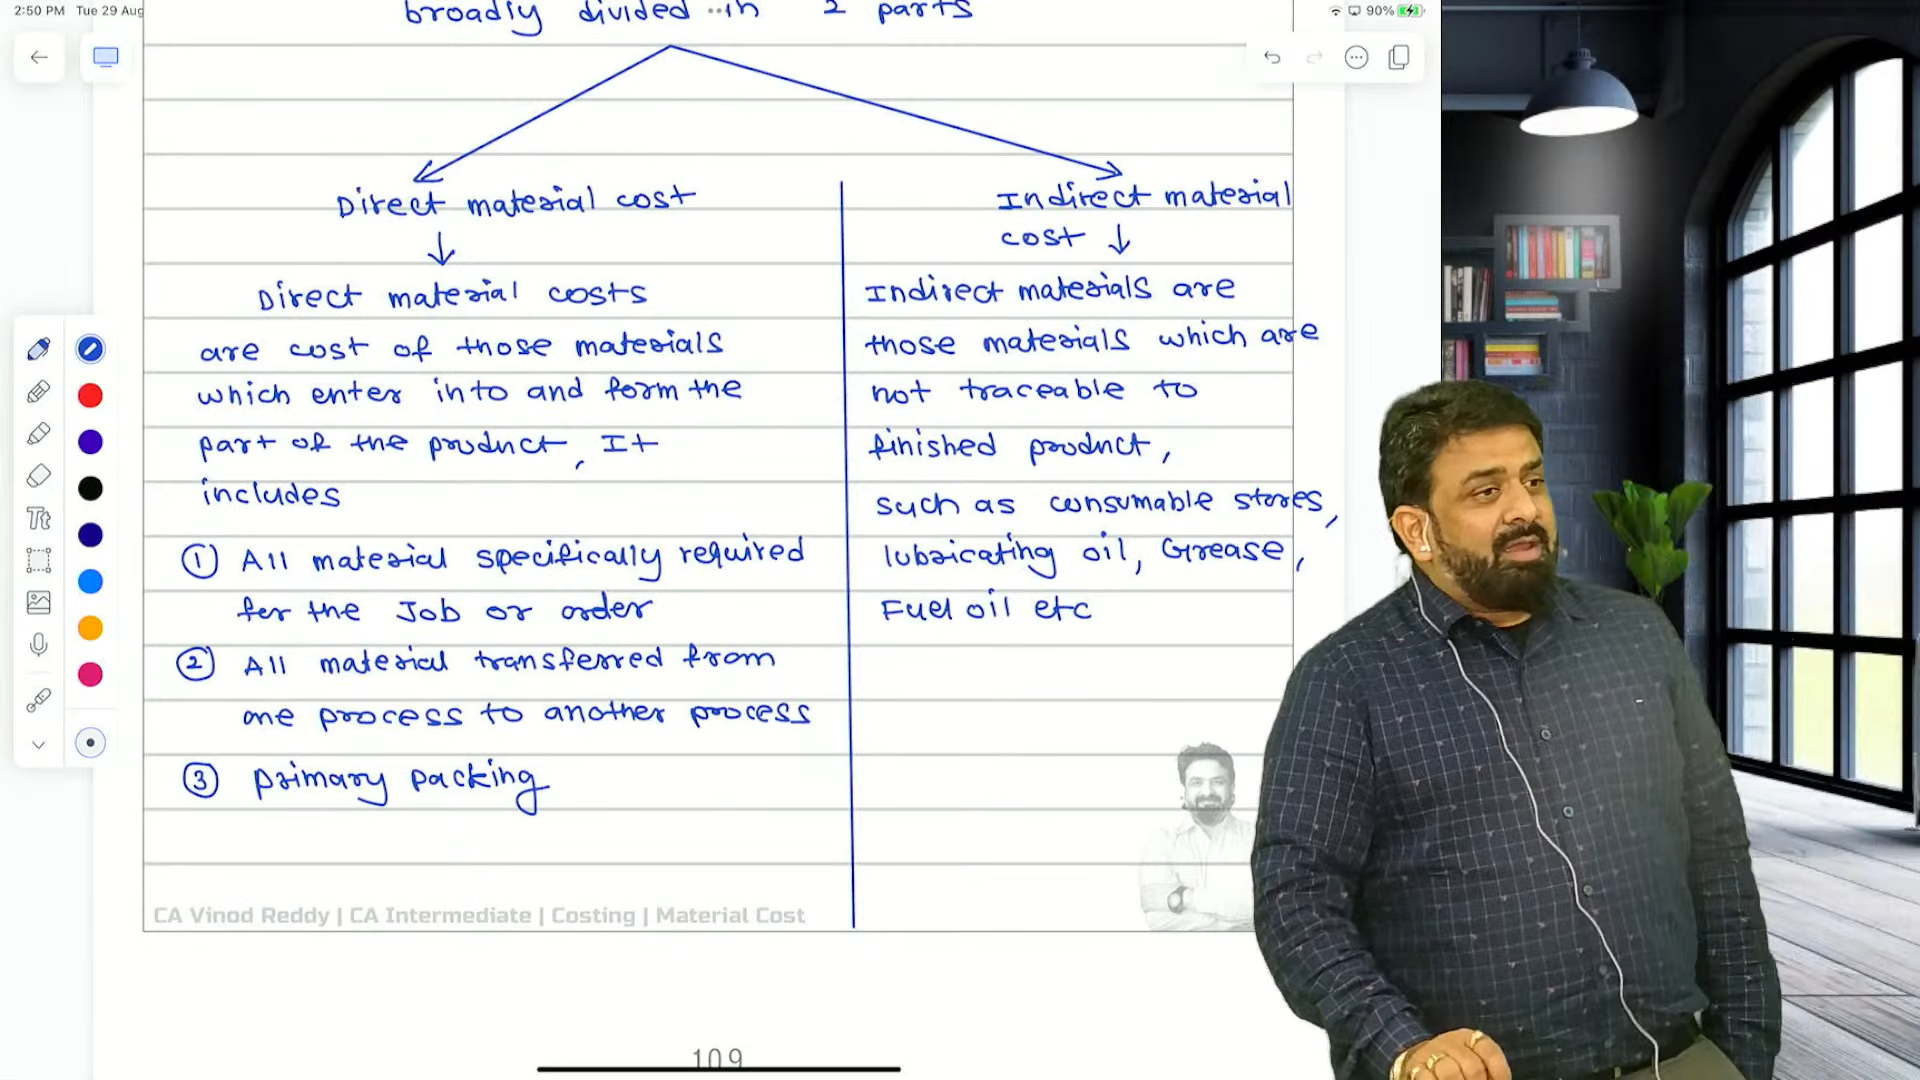 2:50 PM Tue 29 Aug
90%
broadly divided in 2 parts
Direct material cost
Direct material costs
are cost of those materials
which enter into and form the
part of the product, It
includes
① All material specifically required
for the Job or order
② All material transferred from
one process to another process
③ Primary packing
Indirect material
cost
Indirect materials are
those materials which are
not traceable to
finished product,
such as consumable stores,
lubricating oil, Grease,
Fuel oil etc
Tt
CA Vinod Reddy | CA Intermediate | Costing | Material Cost
109